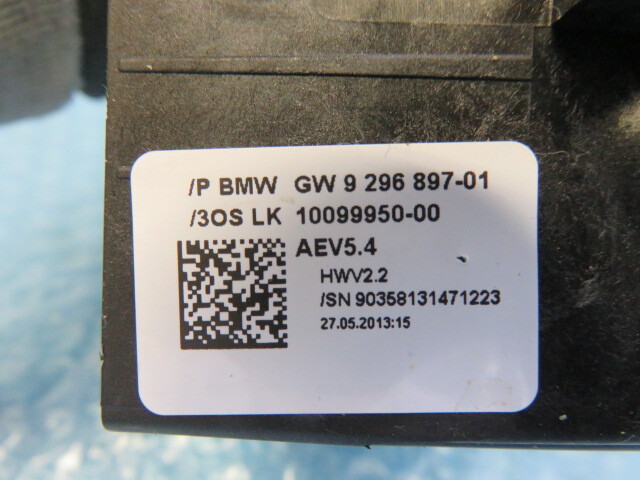 /P BMW GW 9 296 897-01
/3OS LK 10099950-00
AEV5.4
HWV2.2
/SN 90358131471223
27.05.2013:15